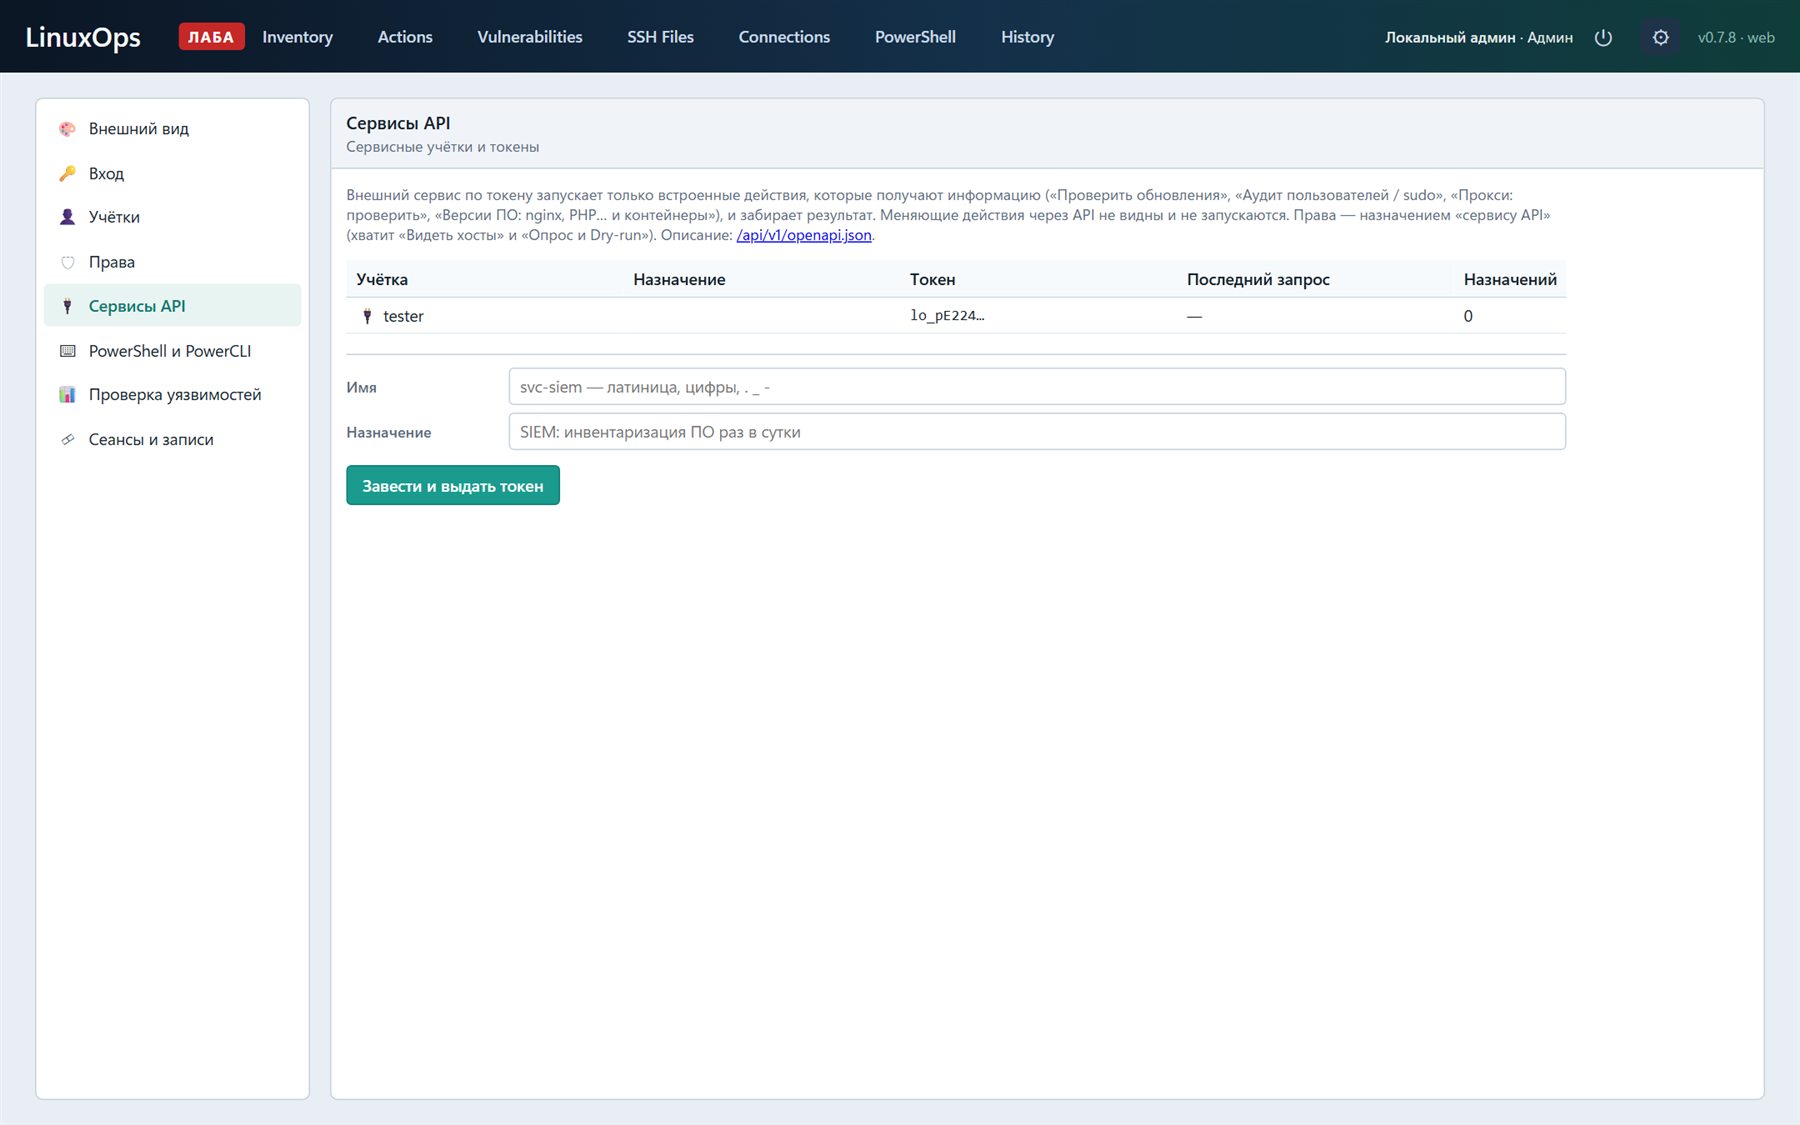 LinuxOps ЛАБА Inventory Actions Vulnerabilities SSH Files Connections PowerShell History Локальный админ · Админ v0.7.8 · web
Внешний вид
Вход
Учётки
Права
Сервисы API
PowerShell и PowerCLI
Проверка уязвимостей
Сеансы и записи
Сервисы API
Сервисные учётки и токены
Внешний сервис по токену запускает только встроенные действия, которые получают информацию («Проверить обновления», «Аудит пользователей / sudo», «Прокси:
проверить», «Версии ПО: nginx, PHP... и контейнеры»), и забирает результат. Меняющие действия через API не видны и не запускаются. Права — назначением «сервису API»
(хватит «Видеть хосты» и «Опрос и Dry-run»). Описание: /api/v1/openapi.json.
Учётка Назначение Токен Последний запрос Назначений
tester lo_pE224… — 0
Имя svc-siem — латиница, цифры, . _ -
Назначение SIEM: инвентаризация ПО раз в сутки
Завести и выдать токен